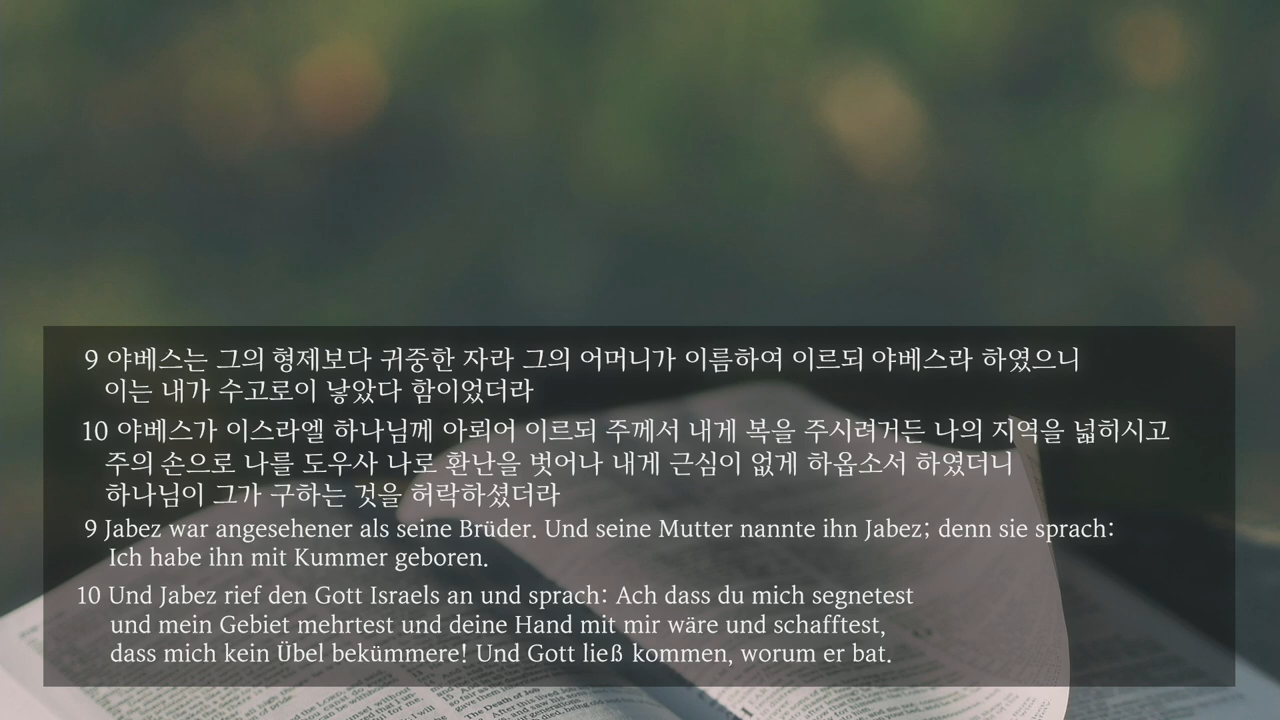 9 야베스는 그의 형제보다 귀중한 자라 그의 어머니가 이름하여 이르되 야베스라 하였으니
이는 내가 수고로이 낳았다 함이었더라
10 야베스가 이스라엘 하나님께 아뢰어 이르되 주께서 내게 복을 주시려거든 나의 지역을 넓히시고
주의 손으로 나를 도우사 나로 환난을 벗어나 내게 근심이 없게 하옵소서 하였더니
하나님이 그가 구하는 것을 허락하셨더라
9 Jabez war angesehener als seine Brüder. Und seine Mutter nannte ihn Jabez; denn sie sprach:
Ich habe ihn mit Kummer geboren.
10 Und Jabez rief den Gott Israels an und sprach: Ach dass du mich segnetest
und mein Gebiet mehrtest und deine Hand mit mir wäre und schafftest,
dass mich kein Übel bekümmere! Und Gott ließ kommen, worum er bat.
The Death of